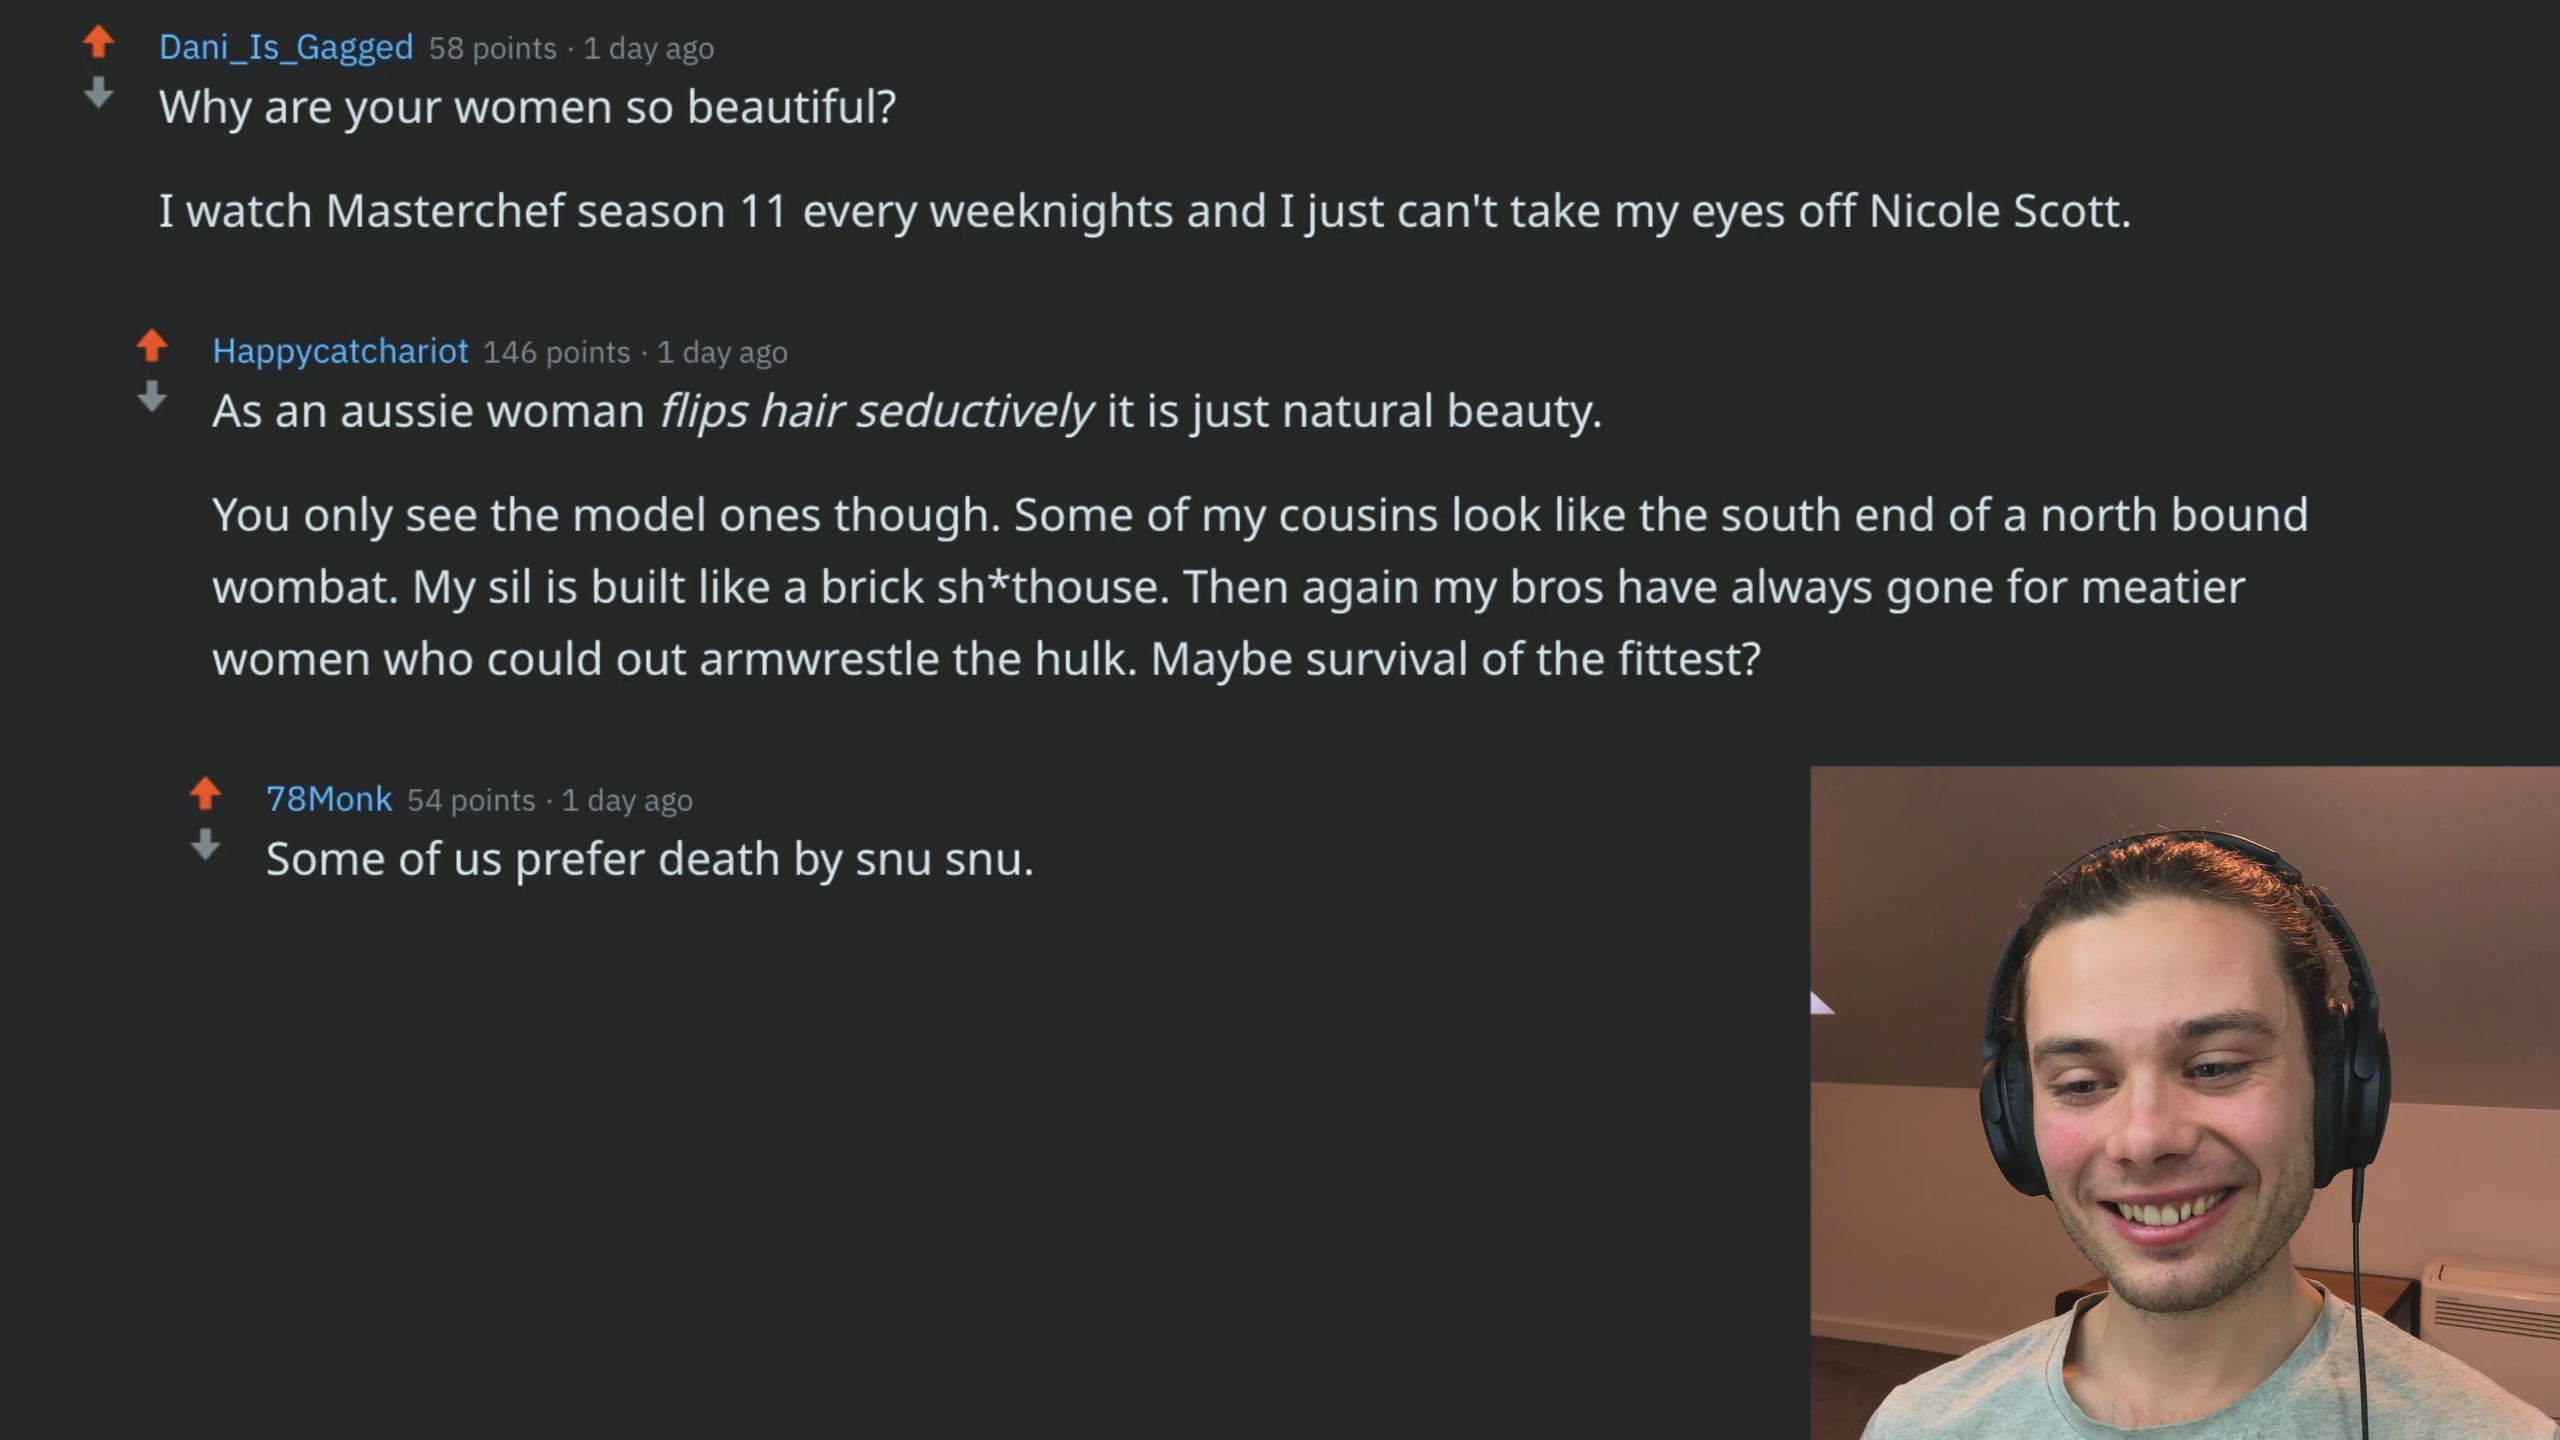 Dani_Is_Gagged 58 points · 1 day ago
Why are your women so beautiful?
I watch Masterchef season 11 every weeknights and I just can't take my eyes off Nicole Scott.
Happycatchariot 146 points · 1 day ago
As an aussie woman flips hair seductively it is just natural beauty.
You only see the model ones though. Some of my cousins look like the south end of a north bound
wombat. My sil is built like a brick sh*thouse. Then again my bros have always gone for meatier
women who could out armwrestle the hulk. Maybe survival of the fittest?
78Monk 54 points · 1 day ago
Some of us prefer death by snu snu.